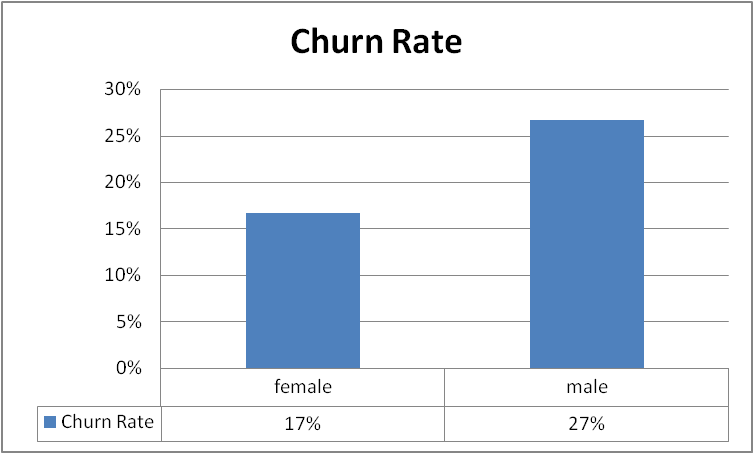 Churn Rate
30%
25%
20%
15%
10%
5%
0%
female male
Churn Rate 17% 27%